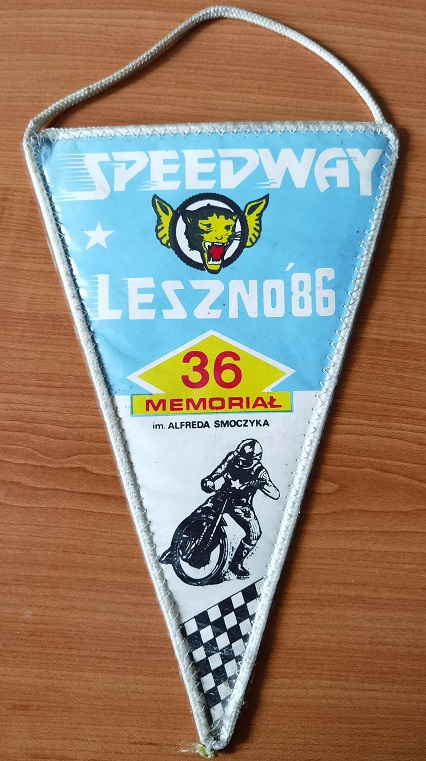 SPEEDWAY
LESZNO'86
36
MEMORIAŁ
im. ALFREDA SMOCZYKA